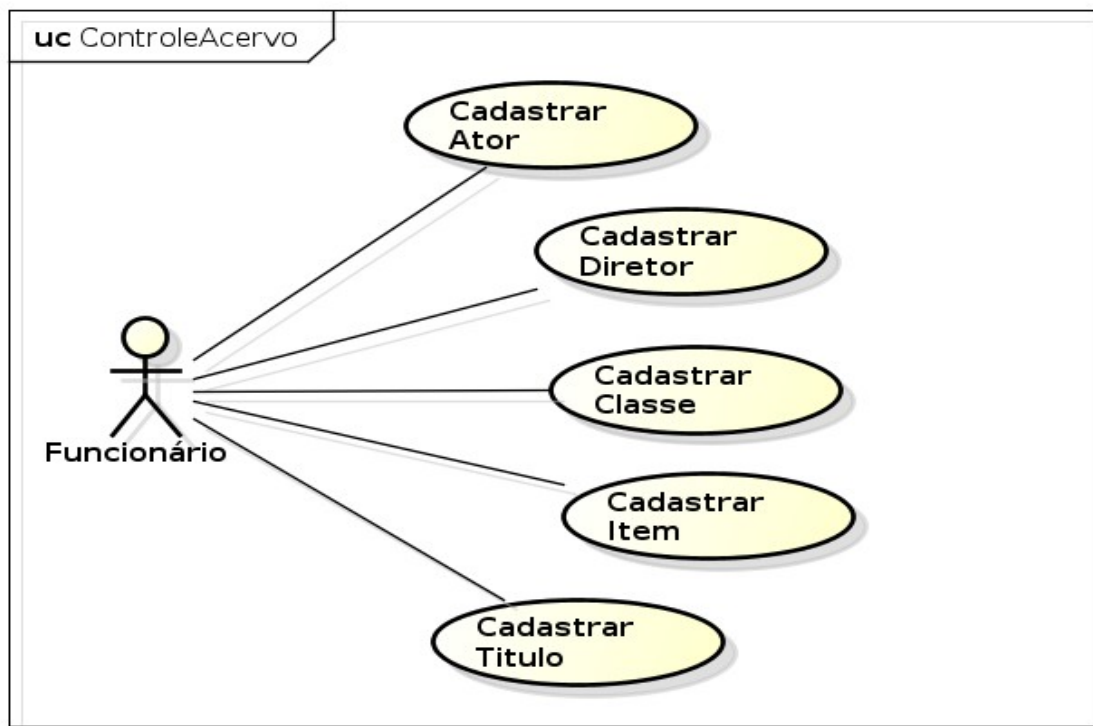 uc ControleAcervo
Cadastrar
Ator
Cadastrar
Diretor
Cadastrar
Classe
Funcionário
Cadastrar
Item
Cadastrar
Titulo